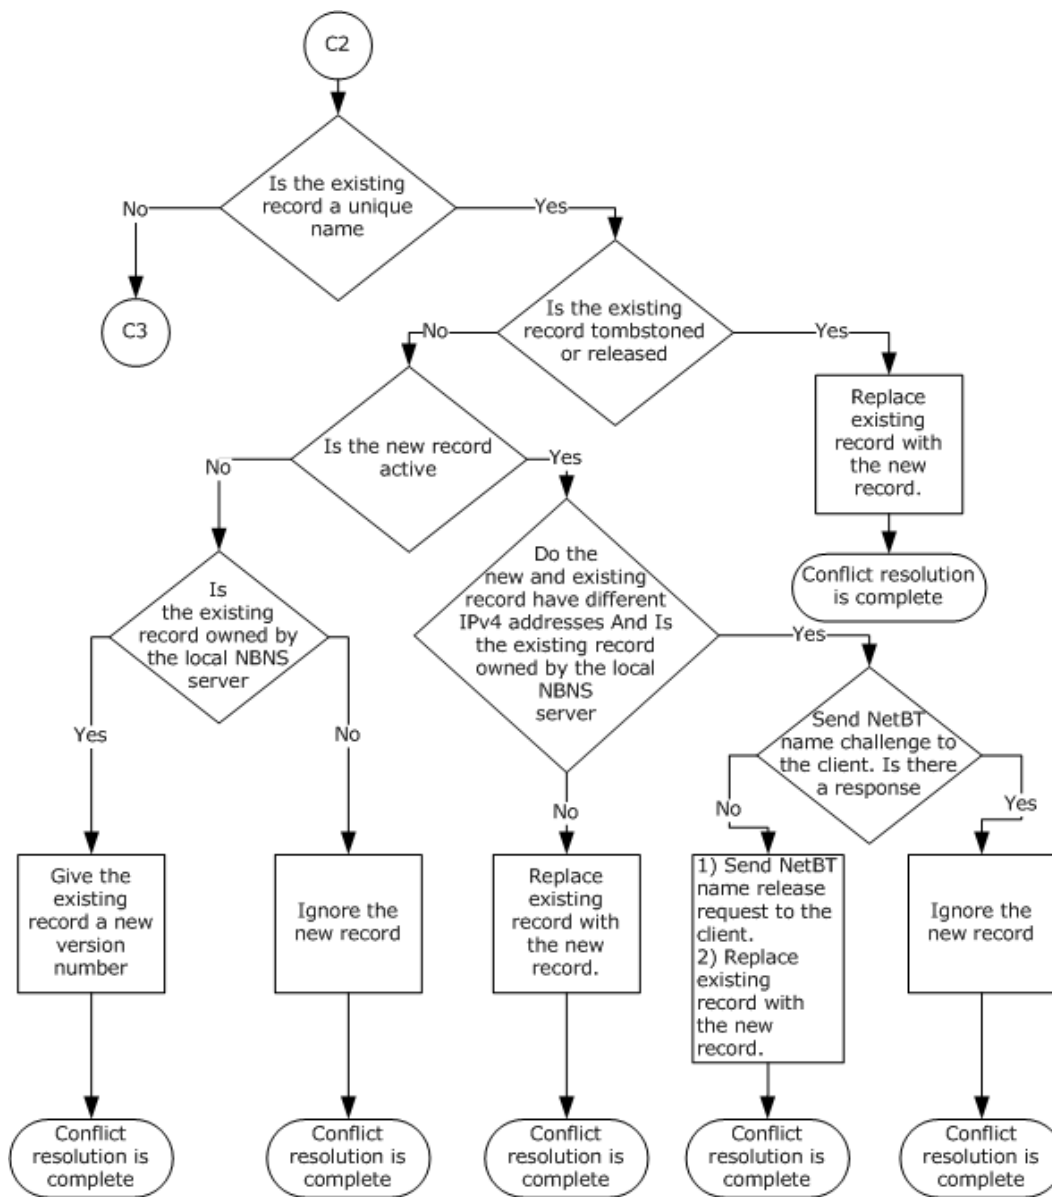 C2
Is the existing
record a unique
name
No
Yes
C3
Is the existing
record tombstoned
or released
No
Yes
Replace
existing
record with
the new
record.
Is the new record
active
No
Yes
Conflict resolution
is complete
Is
the existing
record owned by
the local NBNS
server
Do the
new and existing
record have different
IPv4 addresses And Is
the existing record
owned by the local
NBNS
server
Yes
Yes
No
Send NetBT
name challenge to
the client. Is there
a response
No
No
Yes
Give the
existing
record a new
version
number
Ignore the
new record
Replace
existing
record with
the new
record.
1) Send NetBT
name release
request to the
client.
2) Replace
existing
record with
the new
record.
Ignore the
new record
Conflict
resolution is
complete
Conflict
resolution is
complete
Conflict
resolution is
complete
Conflict
resolution is
complete
Conflict
resolution is
complete